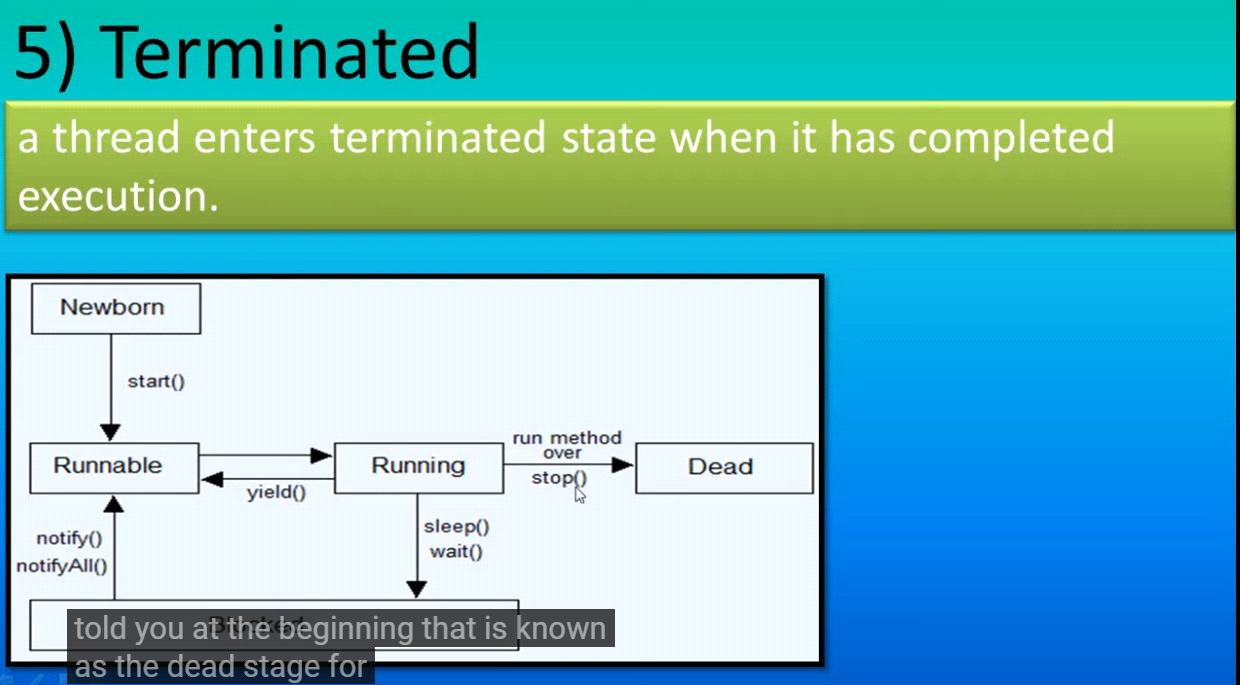 5) Terminated
a thread enters terminated state when it has completed
execution.
Newborn
start()
Runnable
Running
run method
over
stop()
Dead
yield()
notify()
notifyAll()
sleep()
wait()
Blocked
told you at the beginning that is known
as the dead stage for